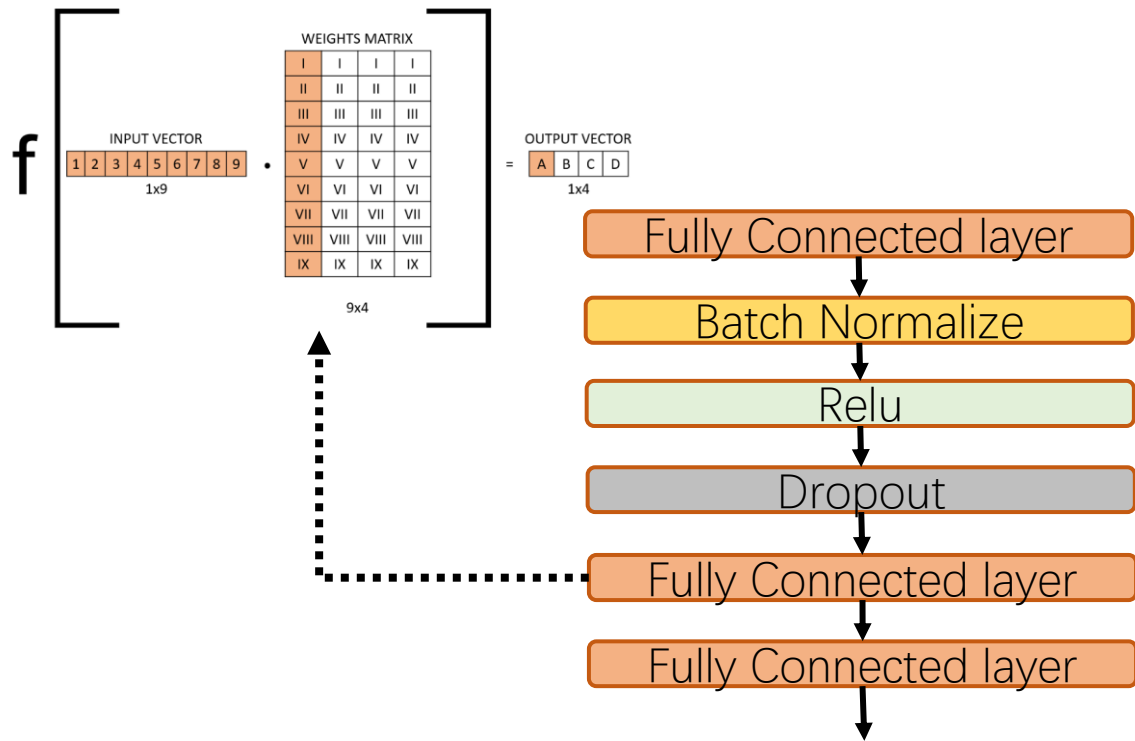 WEIGHTS MATRIX
I I I I
II II II II
III III III III
INPUT VECTOR
IV IV IV IV
OUTPUT VECTOR
f
1 2 3 4 5 6 7 8 9
•
V V V V
=
A B C D
1x9
VI VI VI VI
1x4
VII VII VII VII
VIII VIII VIII VIII
IX IX IX IX
9x4
Fully Connected layer
Batch Normalize
Relu
Dropout
Fully Connected layer
Fully Connected layer